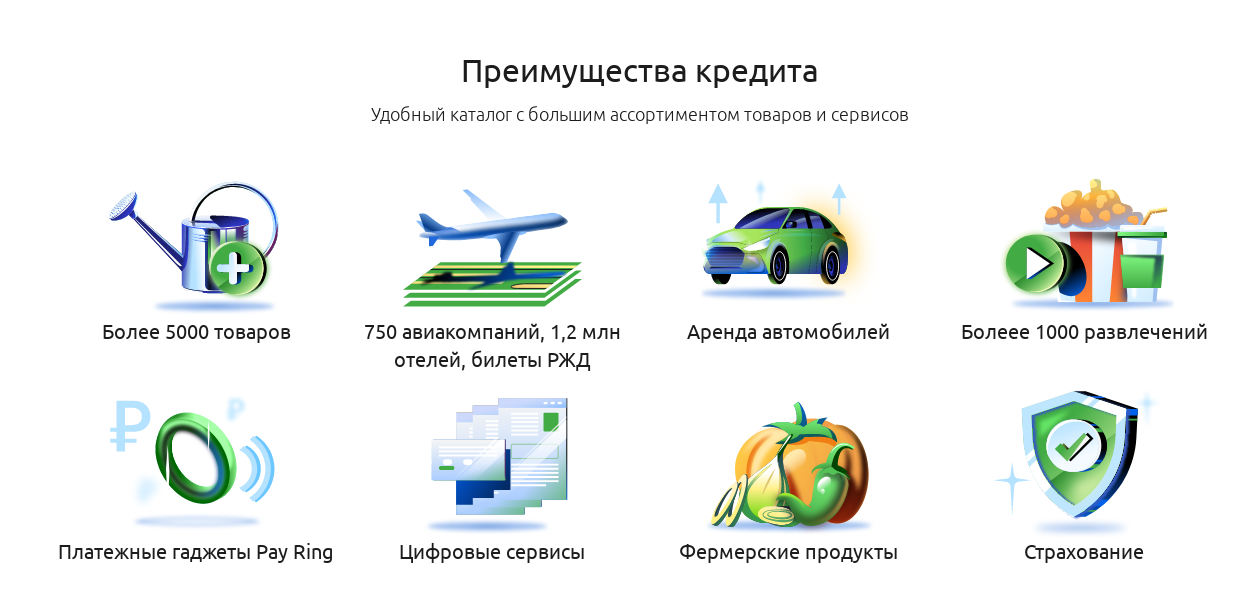 Преимущества кредита
Удобный каталог с большим ассортиментом товаров и сервисов
Более 5000 товаров
750 авиакомпаний, 1,2 млн
отелей, билеты РЖД
Аренда автомобилей
Болеее 1000 развлечений
Платежные гаджеты Pay Ring
Цифровые сервисы
Фермерские продукты
Страхование